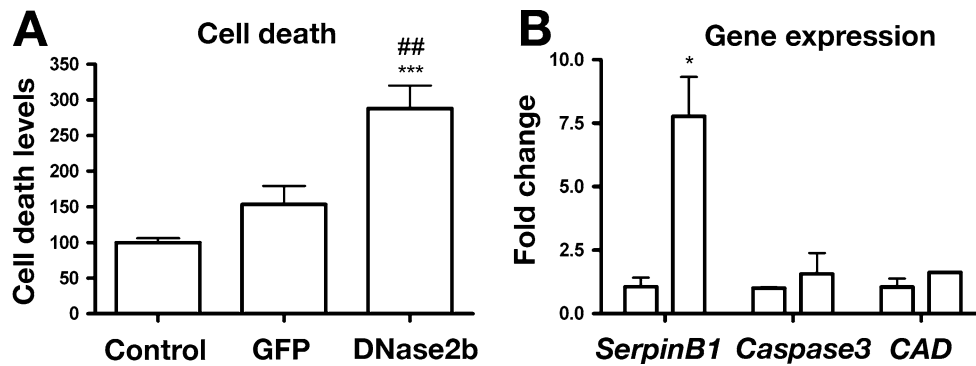 A
Cell death
##
***
350
300
250
200
150
100
50
0
Cell death levels
Control GFP DNase2b
B
Gene expression
*
10.0
7.5
5.0
2.5
0.0
Fold change
SerpinB1 Caspase3 CAD